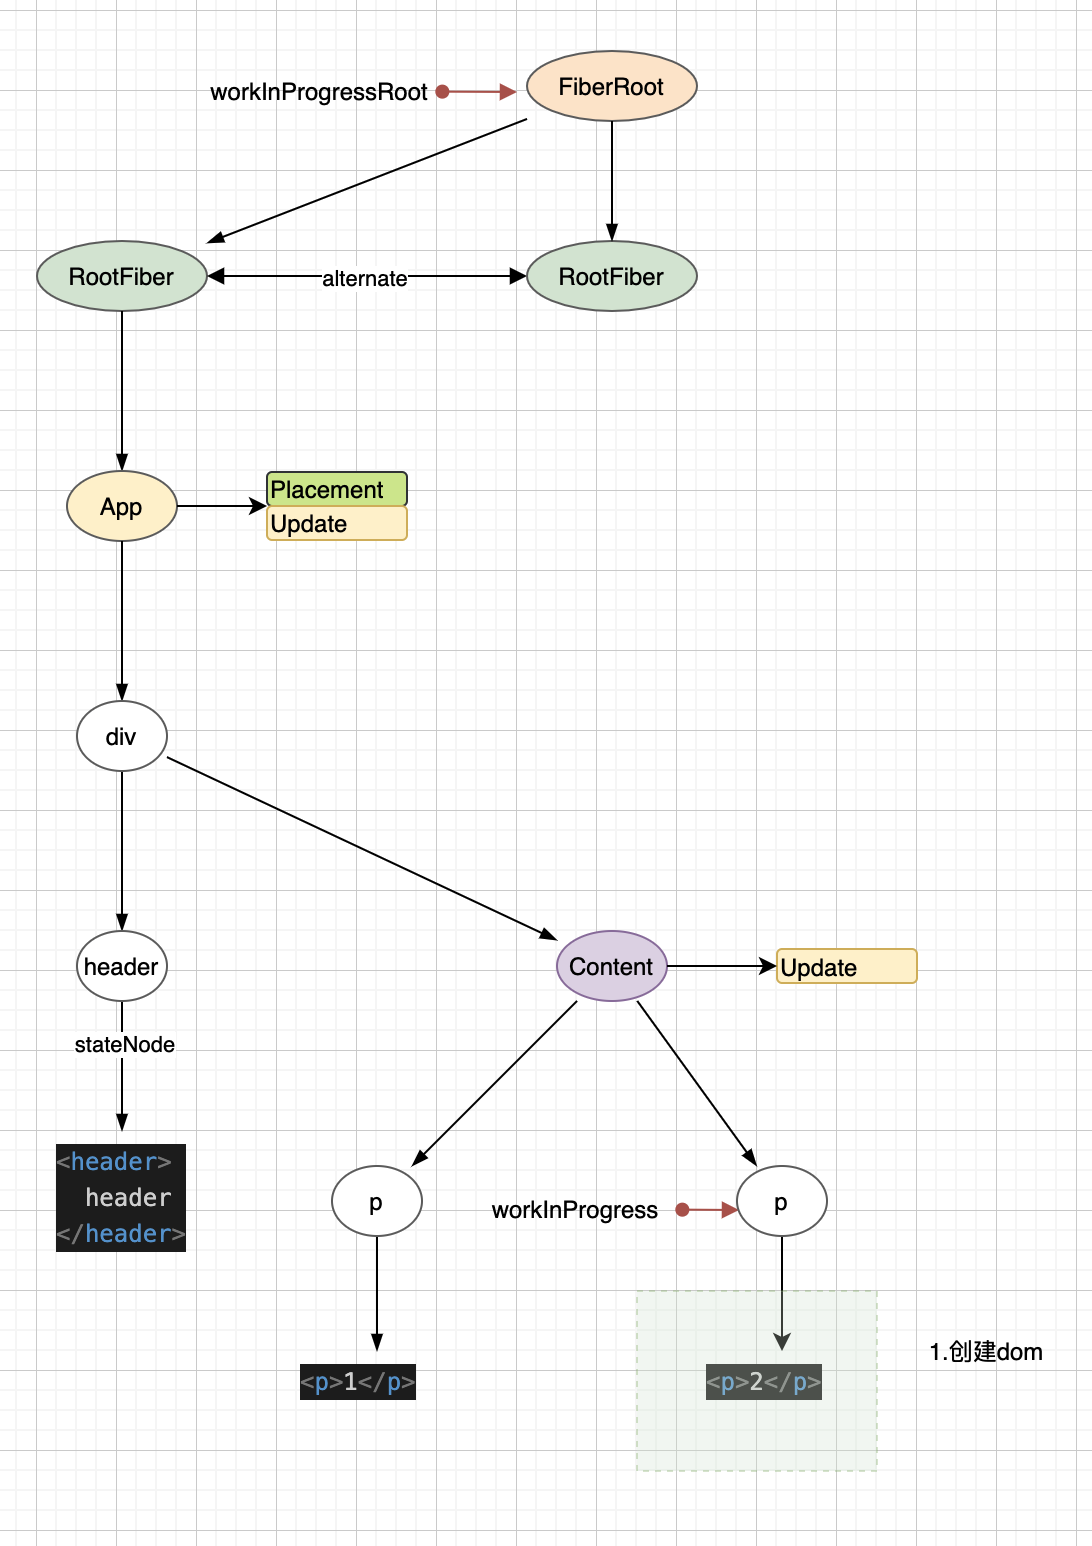 workInProgressRoot
FiberRoot
RootFiber
alternate
RootFiber
App
Placement
Update
div
header
Content
Update
stateNode
<header>
header
</header>
p
workInProgress
p
1.创建dom
<p>1</p>
<p>2</p>